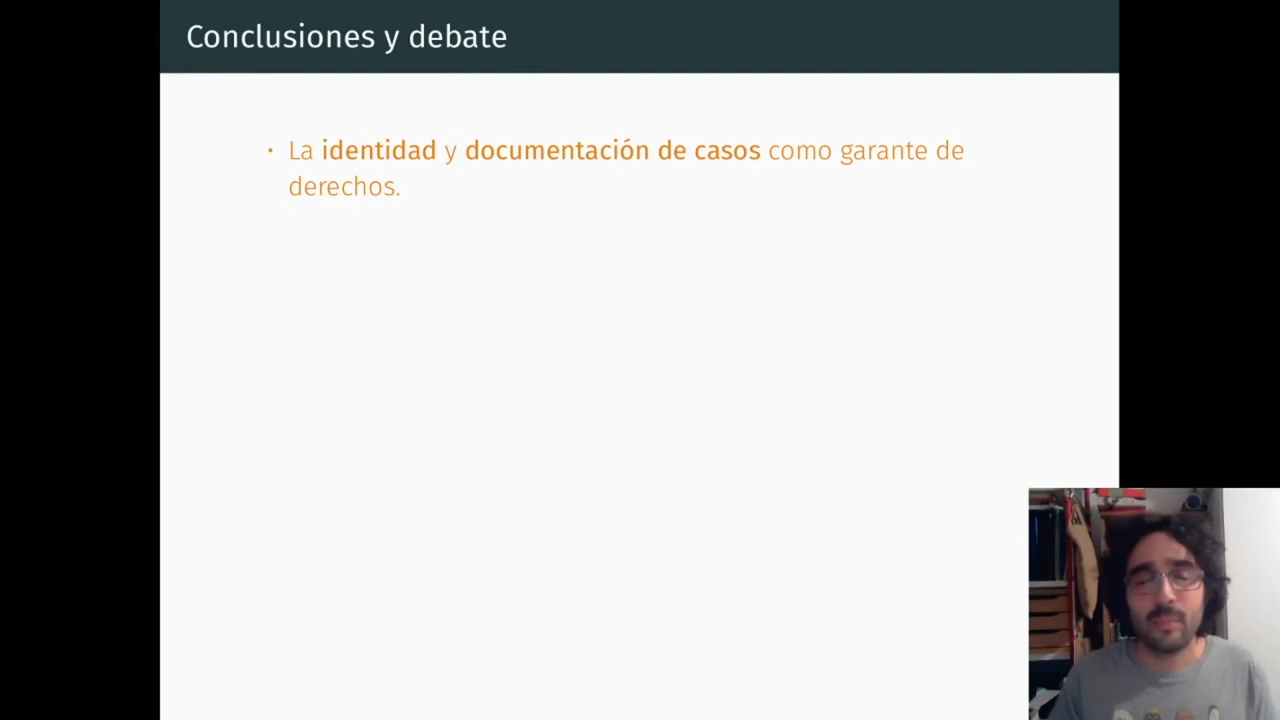 Conclusiones y debate
· La identidad y documentación de casos como garante de
derechos.